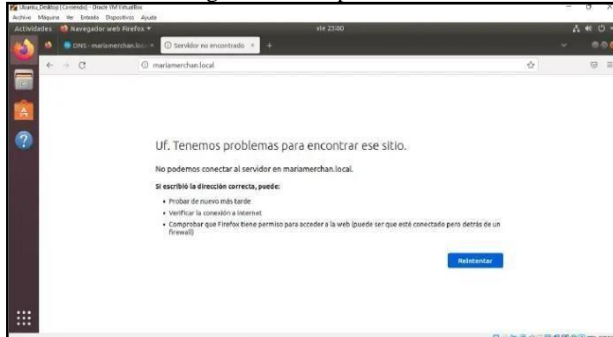 Ubuntu_Desktop [Corriendo] - Oracle VM VirtualBox
Archivo Máquina Ver Entrada Dispositivos Ayuda
Actividades Navegador web Firefox vie 23:00
DNS - mariamerchan.loc
Servidor no encontrado
mariamerchan.local
Uf. Tenemos problemas para encontrar ese sitio.
No podemos conectar al servidor en mariamerchan.local.
Si escribió la dirección correcta, puede:
• Probar de nuevo más tarde
• Verificar la conexión a Internet
• Comprobar que Firefox tiene permiso para acceder a la web (puede ser que esté conectado pero detrás de un
firewall)
Reintentar